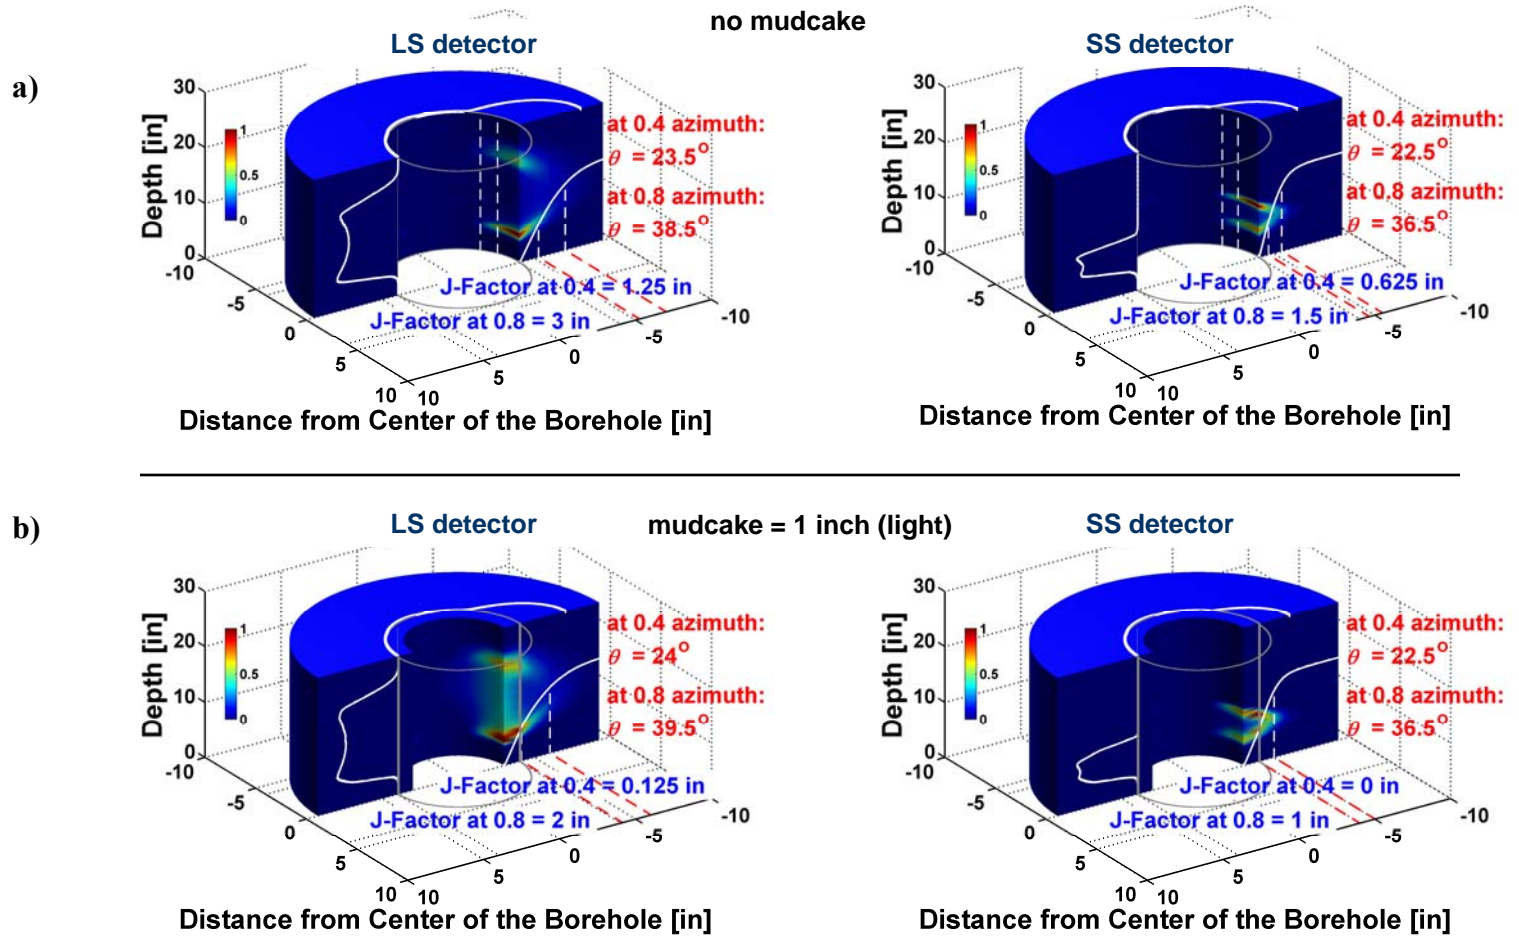 no mudcake
LS detector
SS detector
a)
30
20
10
0
Depth [in]
1
0.5
0
-10
-5
0
5
10
10
5
0
-5
-10
at 0.4 azimuth:
θ = 23.5°
at 0.8 azimuth:
θ = 38.5°
J-Factor at 0.4 = 1.25 in
J-Factor at 0.8 = 3 in
Distance from Center of the Borehole [in]
30
20
10
0
Depth [in]
1
0.5
0
-10
-5
0
5
10
10
5
0
-5
-10
at 0.4 azimuth:
θ = 22.5°
at 0.8 azimuth:
θ = 36.5°
J-Factor at 0.4 = 0.625 in
J-Factor at 0.8 = 1.5 in
Distance from Center of the Borehole [in]
b)
LS detector
mudcake = 1 inch (light)
SS detector
30
20
10
0
Depth [in]
1
0.5
0
-10
-5
0
5
10
10
5
0
-5
-10
at 0.4 azimuth:
θ = 24°
at 0.8 azimuth:
θ = 39.5°
J-Factor at 0.4 = 0.125 in
J-Factor at 0.8 = 2 in
Distance from Center of the Borehole [in]
30
20
10
0
Depth [in]
1
0.5
0
-10
-5
0
5
10
10
5
0
-5
-10
at 0.4 azimuth:
θ = 22.5°
at 0.8 azimuth:
θ = 36.5°
J-Factor at 0.4 = 0 in
J-Factor at 0.8 = 1 in
Distance from Center of the Borehole [in]